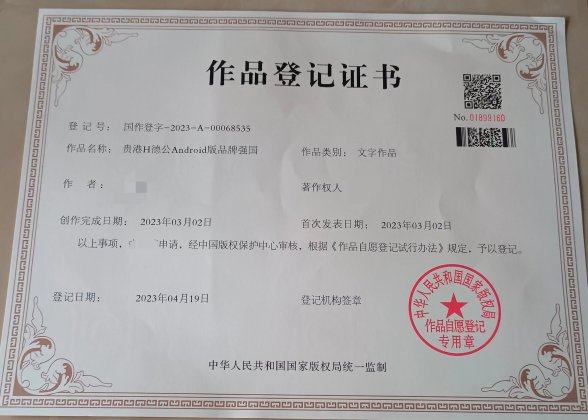 作品登记证书
No.01899160
登 记 号： 国作登字-2023-A-00068535
作品名称： 贵港H德公Android版品牌强国
作品类别： 文字作品
作 者：
著作权人
创作完成日期： 2023年03月02日
首次发表日期： 2023年03月02日
以上事项，申请，经中国版权保护中心审核，根据《作品自愿登记试行办法》规定，予以登记。
登记日期： 2023年04月19日
登记机构签章
中华人民共和国国家版权局
作品自愿登记
专用章
中华人民共和国国家版权局统一监制